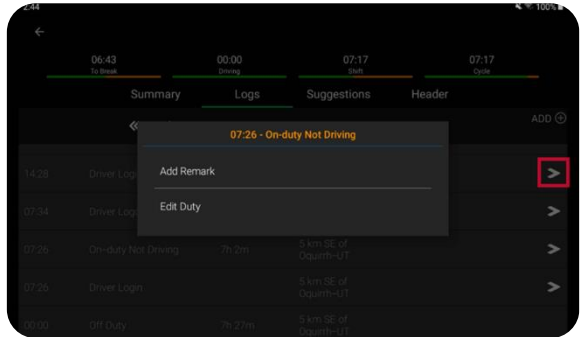 2:44
100%
06:43
00:00
07:17
07:17
To Break
Driving
Shift
Cycle
Summary
Logs
Suggestions
Header
ADD
07:26 - On-duty Not Driving
Add Remark
Edit Duty
14:28
Driver Logi
07:34
Driver Log
07:26
On-duty Not Driving
7h 2m
5 km SE of
Oquirrh-UT
07:26
Driver Login
5 km SE of
Oquirrh-UT
00:00
Off Duty
7h 27m
5 km SE of
Oquirrh-UT